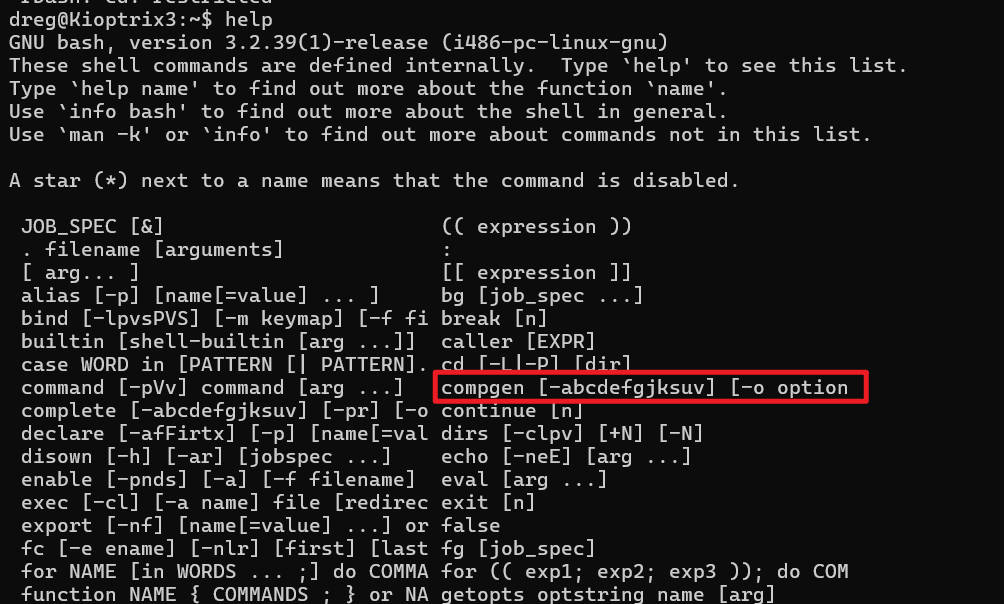 rbash: cd: restricted
dreg@Kioptrix3:~$ help
GNU bash, version 3.2.39(1)-release (i486-pc-linux-gnu)
These shell commands are defined internally.  Type `help' to see this list.
Type `help name' to find out more about the function `name'.
Use `info bash' to find out more about the shell in general.
Use `man -k' or `info' to find out more about commands not in this list.

A star (*) next to a name means that the command is disabled.

 JOB_SPEC [&]                       (( expression ))
 . filename [arguments]             :
 [ arg... ]                         [[ expression ]]
 alias [-p] [name[=value] ... ]     bg [job_spec ...]
 bind [-lpvsPVS] [-m keymap] [-f fi break [n]
 builtin [shell-builtin [arg ...]]  caller [EXPR]
 case WORD in [PATTERN [| PATTERN]. cd [-L|-P] [dir]
 command [-pVv] command [arg ...]   compgen [-abcdefgjksuv] [-o option
 complete [-abcdefgjksuv] [-pr] [-o continue [n]
 declare [-afFirtx] [-p] [name[=val dirs [-clpv] [+N] [-N]
 disown [-h] [-ar] [jobspec ...]    echo [-neE] [arg ...]
 enable [-pnds] [-a] [-f filename]  eval [arg ...]
 exec [-cl] [-a name] file [redirec exit [n]
 export [-nf] [name[=value] ...] or false
 fc [-e ename] [-nlr] [first] [last fg [job_spec]
 for NAME [in WORDS ... ;] do COMMA for (( exp1; exp2; exp3 )); do COM
 function NAME { COMMANDS ; } or NA getopts optstring name [arg]